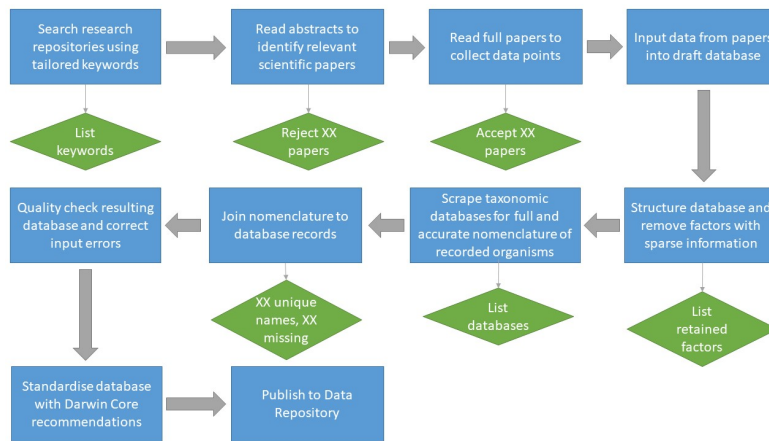 Search research
repositories using
tailored keywords
Read abstracts to
identify relevant
scientific papers
Read full papers to
collect data points
Input data from papers
into draft database
List
keywords
Reject XX
papers
Accept XX
papers
Quality check resulting
database and correct
input errors
Join nomenclature to
database records
Scrape taxonomic
databases for full and
accurate nomenclature of
recorded organisms
Structure database and
remove factors with
sparse information
XX unique
names, XX
missing
List
databases
List
retained
factors
Standardise database
with Darwin Core
recommendations
Publish to Data
Repository